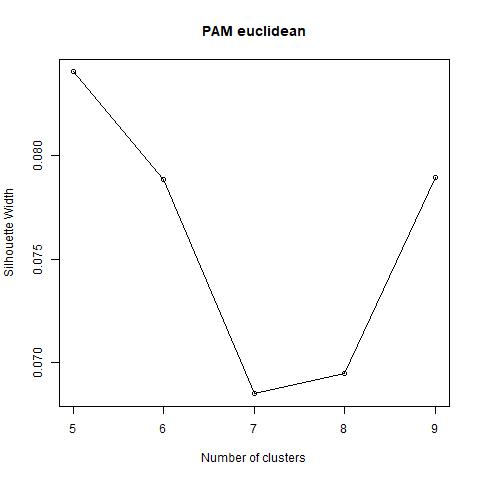 PAM euclidean
Silhouette Width
0.080
0.075
0.070
5 6 7 8 9
Number of clusters